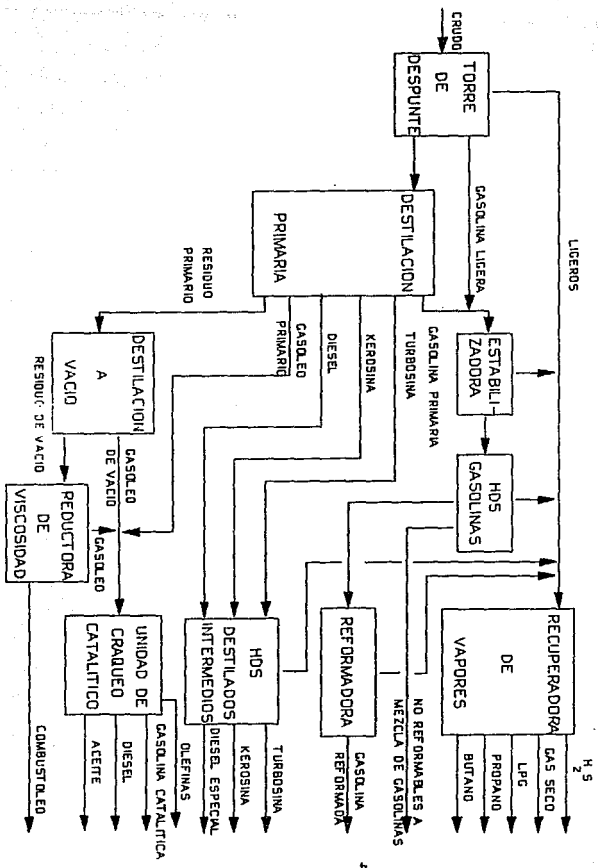 CRUDO
TORRE
DE
DESPUNTE
LIGEROS
GASOLINA LIGERA
DESTILACION
PRIMARIA
GASOLINA PRIMARIA
TURBOSINA
KEROSINA
DIESEL
GASOLEO
PRIMARIO
RESIDUO
PRIMARIO
ESTABILI-
ZADORA
HDS
GASOLINAS
DESTILACION
A
VACIO
GASOLEO
DE VACIO
RESIDUO DE VACIO
REDUCTORA
DE
VISCOSIDAD
GASOLEO
RECUPERADORA
DE
VAPORES
H2S
GAS SECO
LPG
PROPANO
BUTANO
NO REFORMABLES A
MEZCLA DE GASOLINAS
REFORMADORA
GASOLINA
REFORMADA
HDS
DESTILADOS
INTERMEDIOS
TURBOSINA
KEROSINA
DIESEL ESPECIAL
UNIDAD DE
CRAQUEO
CATALITICO
OLEFINAS
GASOLINA CATALITICA
DIESEL
ACEITE
COMBUSTOLEO
4